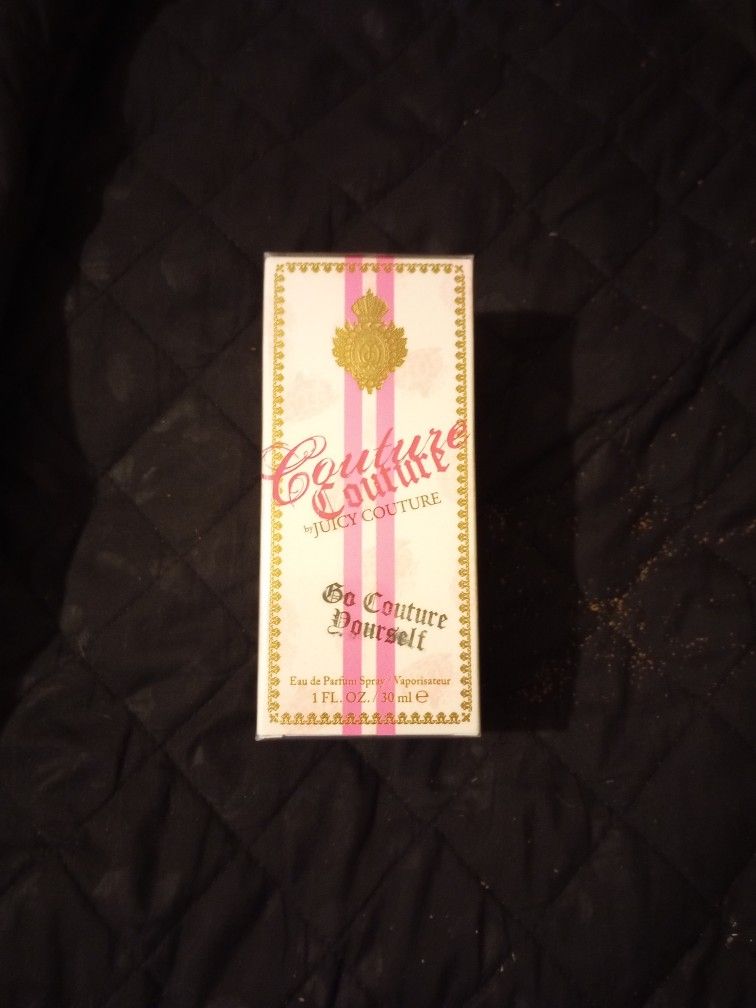 Couture
Couture
by JUICY COUTURE
Go Couture
Yourself
Eau de Parfum Spray · Vaporisateur
1 FL. OZ. / 30 ml ℮